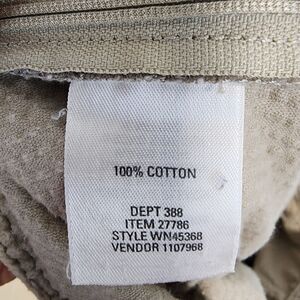 100% COTTON
DEPT 388
ITEM 27786
STYLE WN45368
VENDOR 1107968